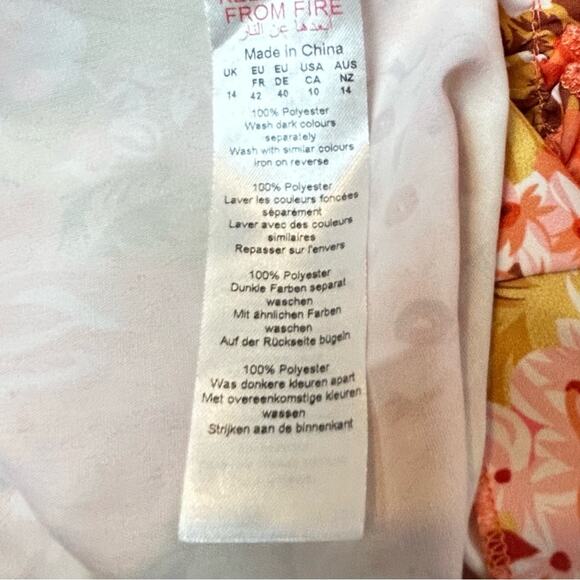 FROM FIRE
أبعدها عن النار
Made in China
UK EU EU USA AUS
FR DE CA NZ
14 42 40 10 14
100% Polyester
Wash dark colours
separately
Wash with similar colours
Iron on reverse
100% Polyester
Laver les couleurs foncées
séparément
Laver avec des couleurs
similaires
Repasser sur l'envers
100% Polyester
Dunkle Farben separat
waschen
Mit ähnlichen Farben
waschen
Auf der Rückseite bügeln
100% Polyester
Was donkere kleuren apart
Met overeenkomstige kleuren
wassen
Strijken aan de binnenkant